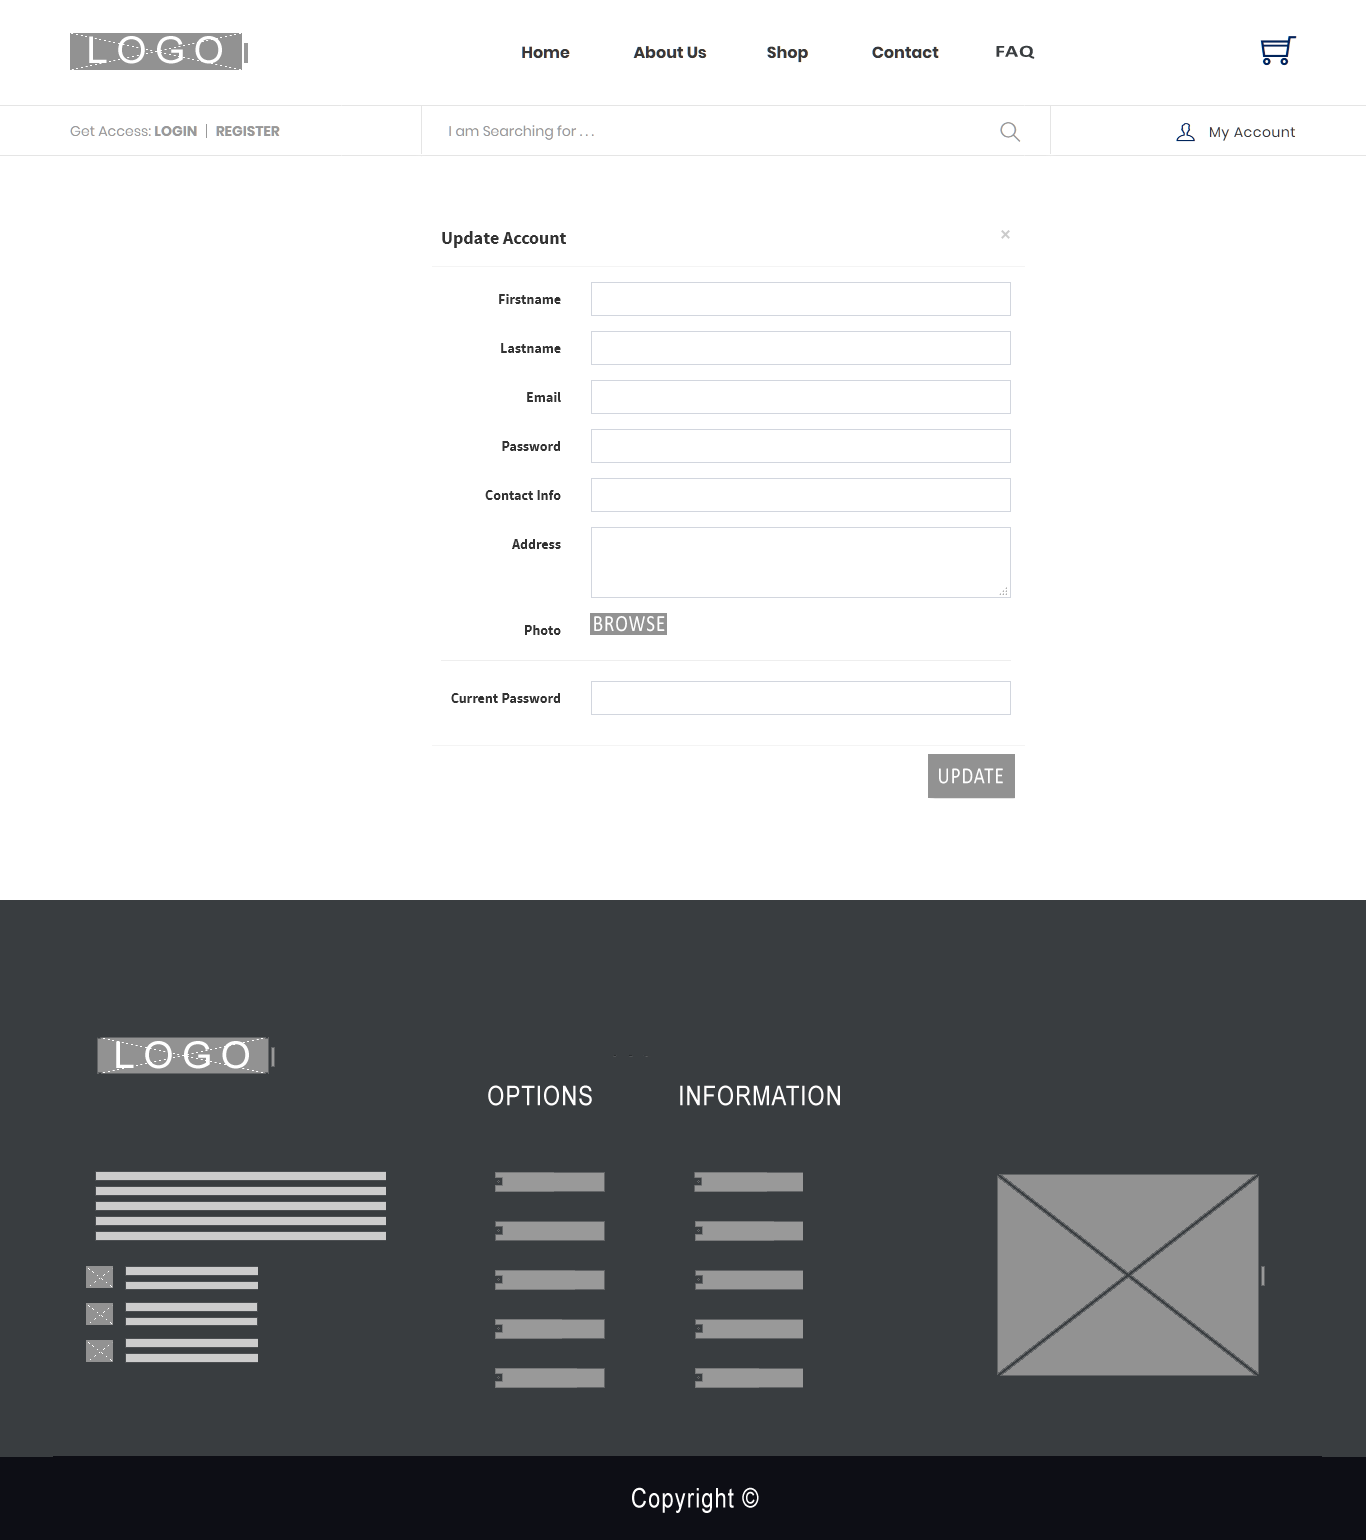 LOGO
Home About Us Shop Contact FAQ
Get Access: LOGIN | REGISTER
I am Searching for . . .
My Account
Update Account ×
Firstname
Lastname
Email
Password
Contact Info
Address
Photo BROWSE
Current Password
UPDATE
LOGO
OPTIONS INFORMATION
Copyright ©